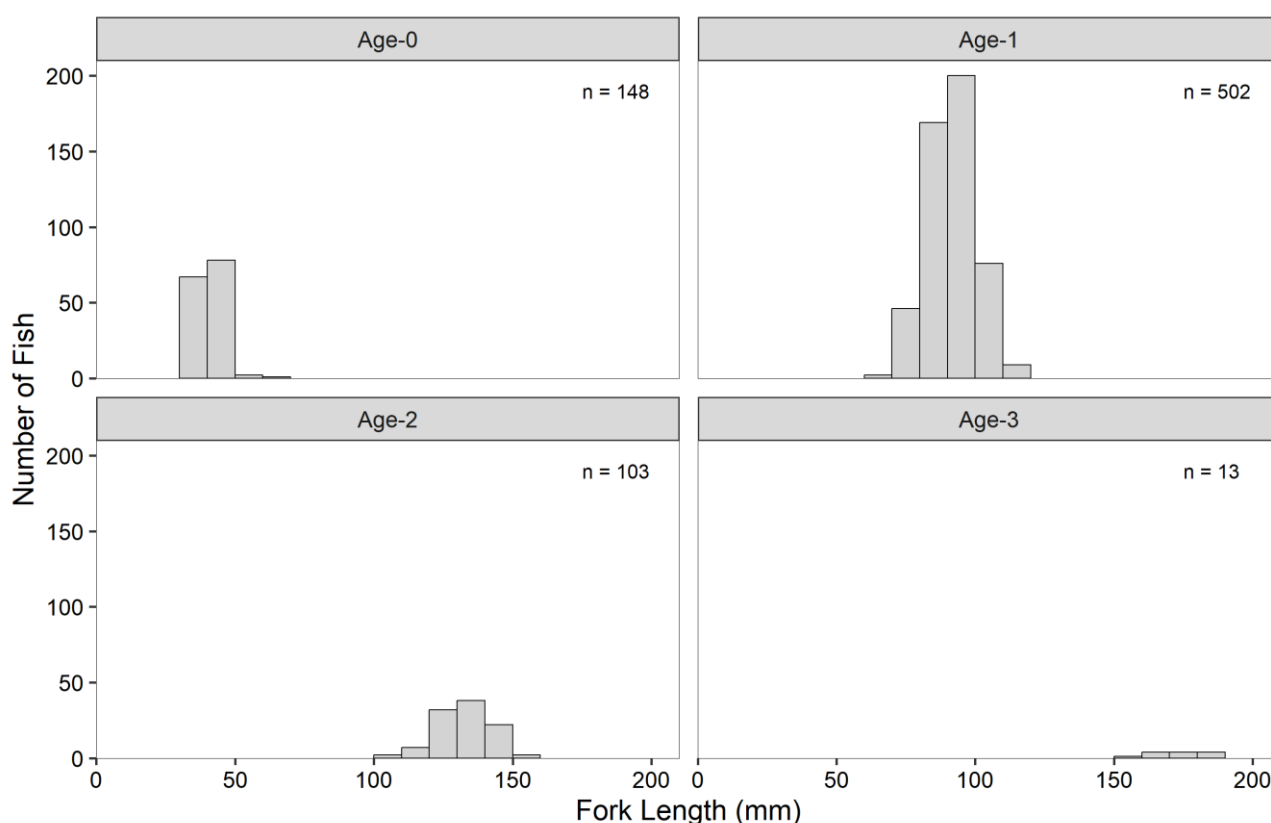 Age-0
Age-1
200
150
100
50
0
n = 148
n = 502
Age-2
Age-3
200
150
100
50
0
n = 103
n = 13
0 50 100 150 200
0 50 100 150 200
Fork Length (mm)
Number of Fish